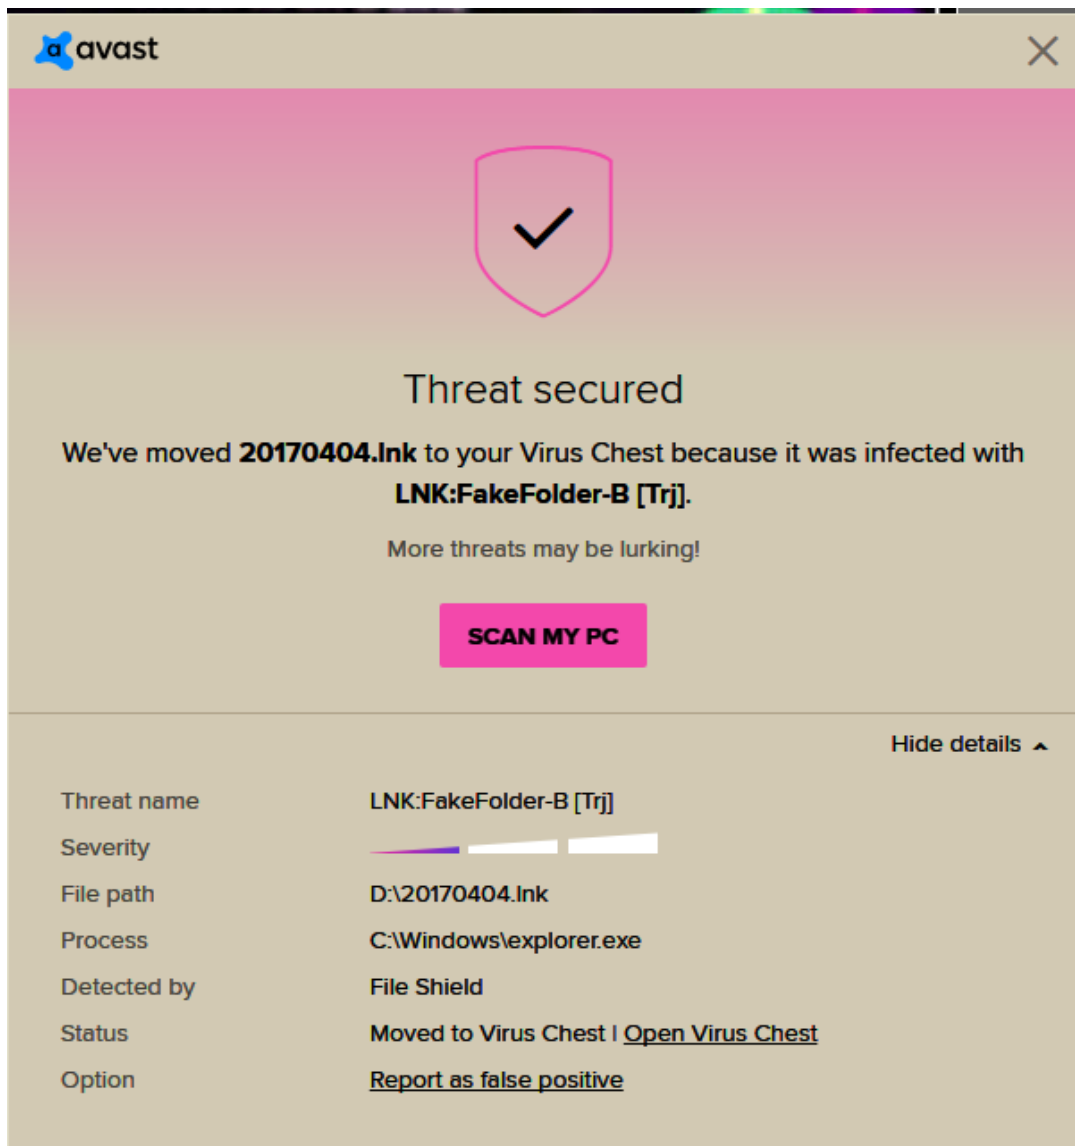 avast
Threat secured
We've moved 20170404.lnk to your Virus Chest because it was infected with
LNK:FakeFolder-B [Trj].
More threats may be lurking!
SCAN MY PC
Hide details
Threat name LNK:FakeFolder-B [Trj]
Severity
File path D:\20170404.lnk
Process C:\Windows\explorer.exe
Detected by File Shield
Status Moved to Virus Chest | Open Virus Chest
Option Report as false positive